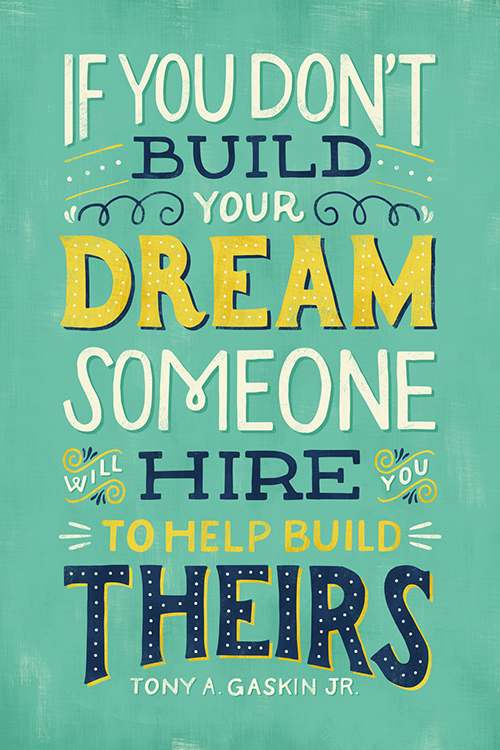 IF YOU DON'T
BUILD
YOUR
DREAM
SOMEONE
WILL HIRE YOU
TO HELP BUILD
THEIRS
TONY A. GASKIN JR.